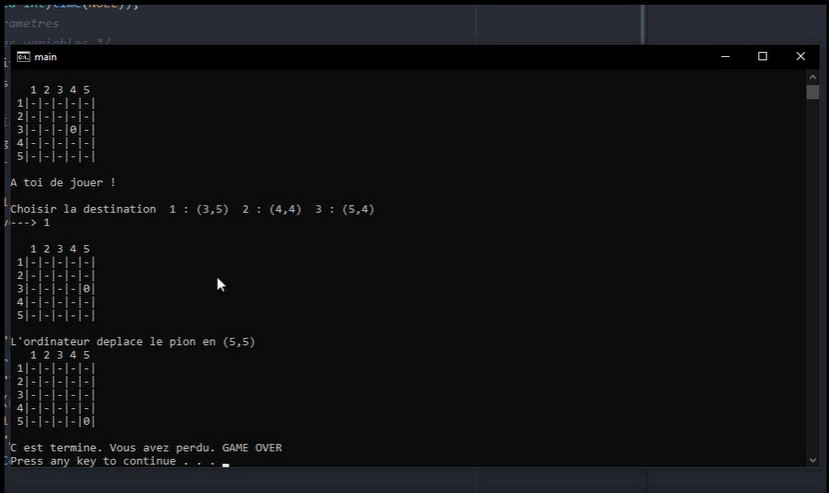 rametres
es variables */
main
1 2 3 4 5
1|-|-|-|-|-|
2|-|-|-|-|-|
3|-|-|-|0|-|
4|-|-|-|-|-|
5|-|-|-|-|-|
A toi de jouer !
Choisir la destination 1 : (3,5) 2 : (4,4) 3 : (5,4)
---> 1
1 2 3 4 5
1|-|-|-|-|-|
2|-|-|-|-|-|
3|-|-|-|-|0|
4|-|-|-|-|-|
5|-|-|-|-|-|
L'ordinateur deplace le pion en (5,5)
1 2 3 4 5
1|-|-|-|-|-|
2|-|-|-|-|-|
3|-|-|-|-|-|
4|-|-|-|-|-|
5|-|-|-|-|0|
C est termine. Vous avez perdu. GAME OVER
Press any key to continue . . .